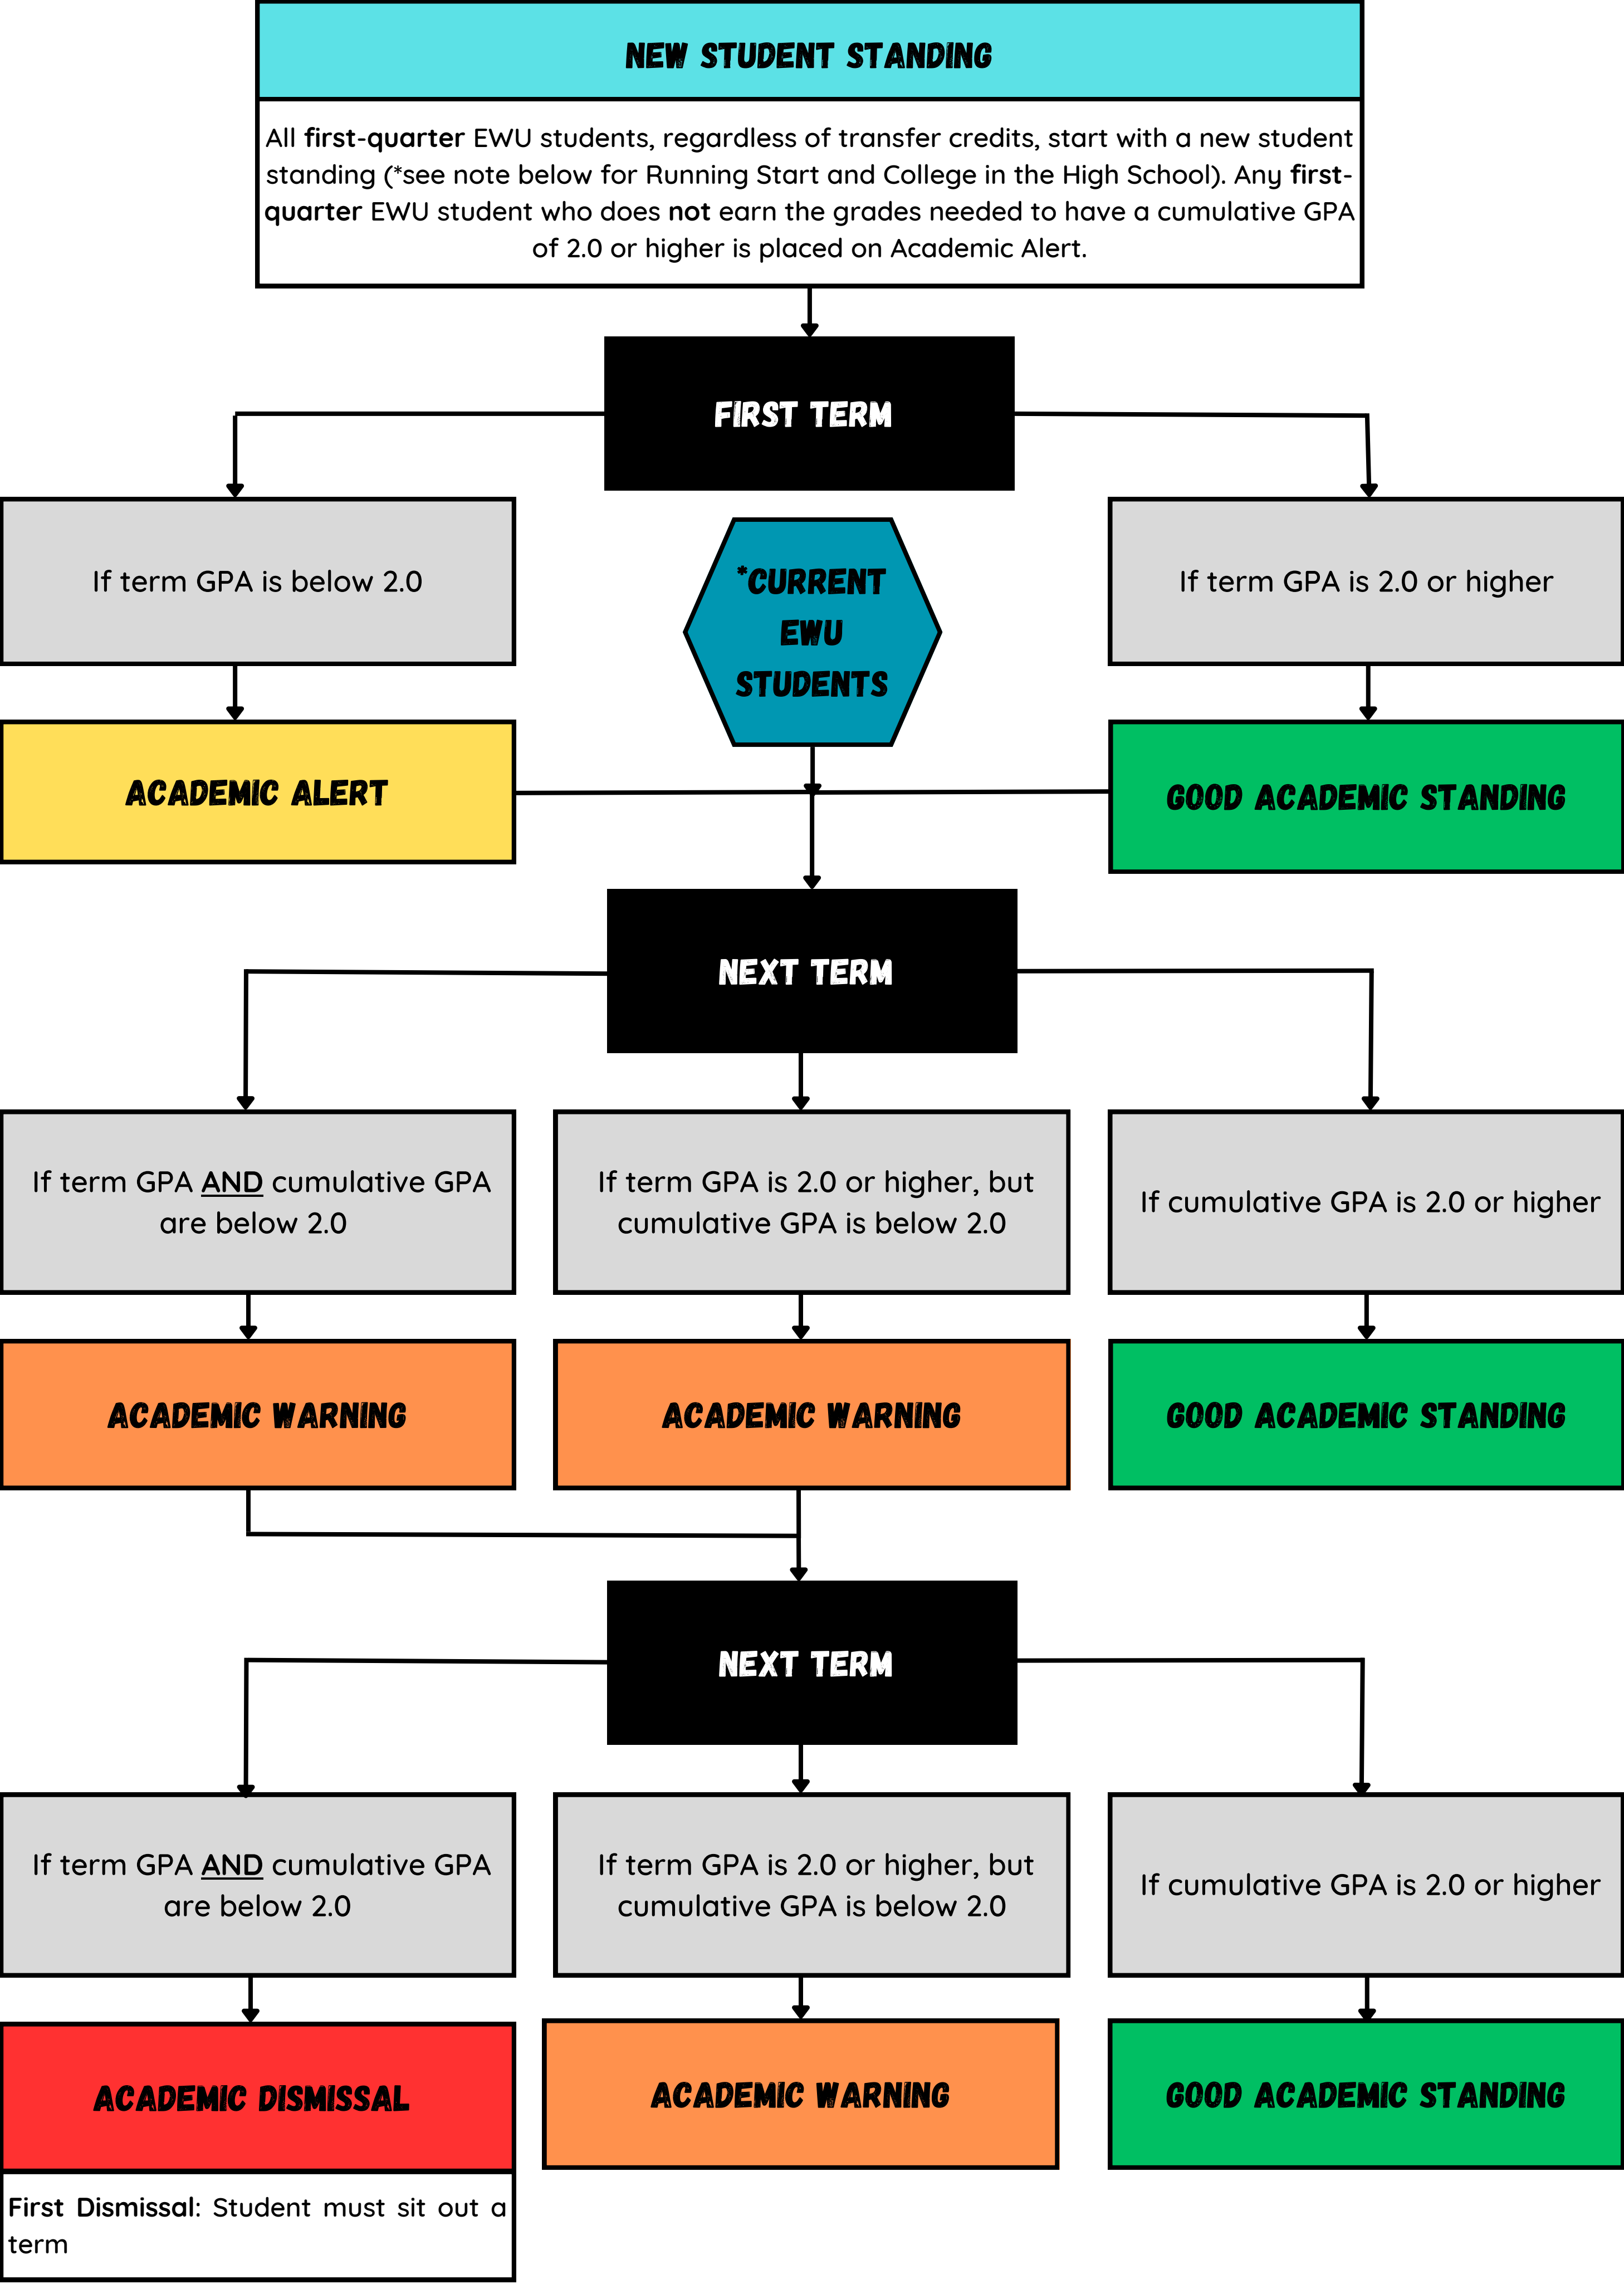 NEW STUDENT STANDING
All first-quarter EWU students, regardless of transfer credits, start with a new student
standing (*see note below for Running Start and College in the High School). Any first-
quarter EWU student who does not earn the grades needed to have a cumulative GPA
of 2.0 or higher is placed on Academic Alert.
FIRST TERM
If term GPA is below 2.0
*CURRENT
EWU
STUDENTS
If term GPA is 2.0 or higher
ACADEMIC ALERT
GOOD ACADEMIC STANDING
NEXT TERM
If term GPA AND cumulative GPA
are below 2.0
If term GPA is 2.0 or higher, but
cumulative GPA is below 2.0
If cumulative GPA is 2.0 or higher
ACADEMIC WARNING
ACADEMIC WARNING
GOOD ACADEMIC STANDING
NEXT TERM
If term GPA AND cumulative GPA
are below 2.0
If term GPA is 2.0 or higher, but
cumulative GPA is below 2.0
If cumulative GPA is 2.0 or higher
ACADEMIC DISMISSAL
ACADEMIC WARNING
GOOD ACADEMIC STANDING
First Dismissal: Student must sit out a
term